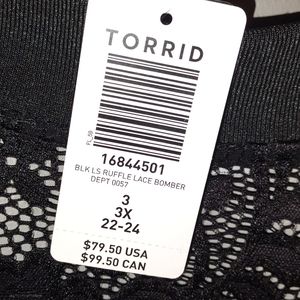 TORRID
FL_5B
16844501
BLK LS RUFFLE LACE BOMBER
DEPT 0057
3
3X
22-24
$79.50 USA
$99.50 CAN